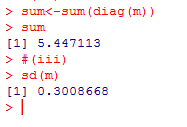 > sum<-sum(diag(m))
> sum
[1] 5.447113
> #(iii)
> sd(m)
[1] 0.3008668
>